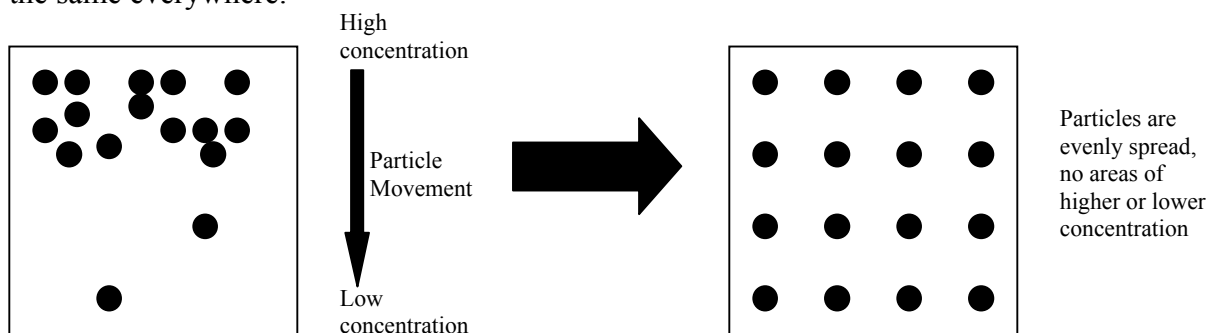 the same everywhere.
High
concentration
Particle
Movement
Low
concentration
Particles are
evenly spread,
no areas of
higher or lower
concentration